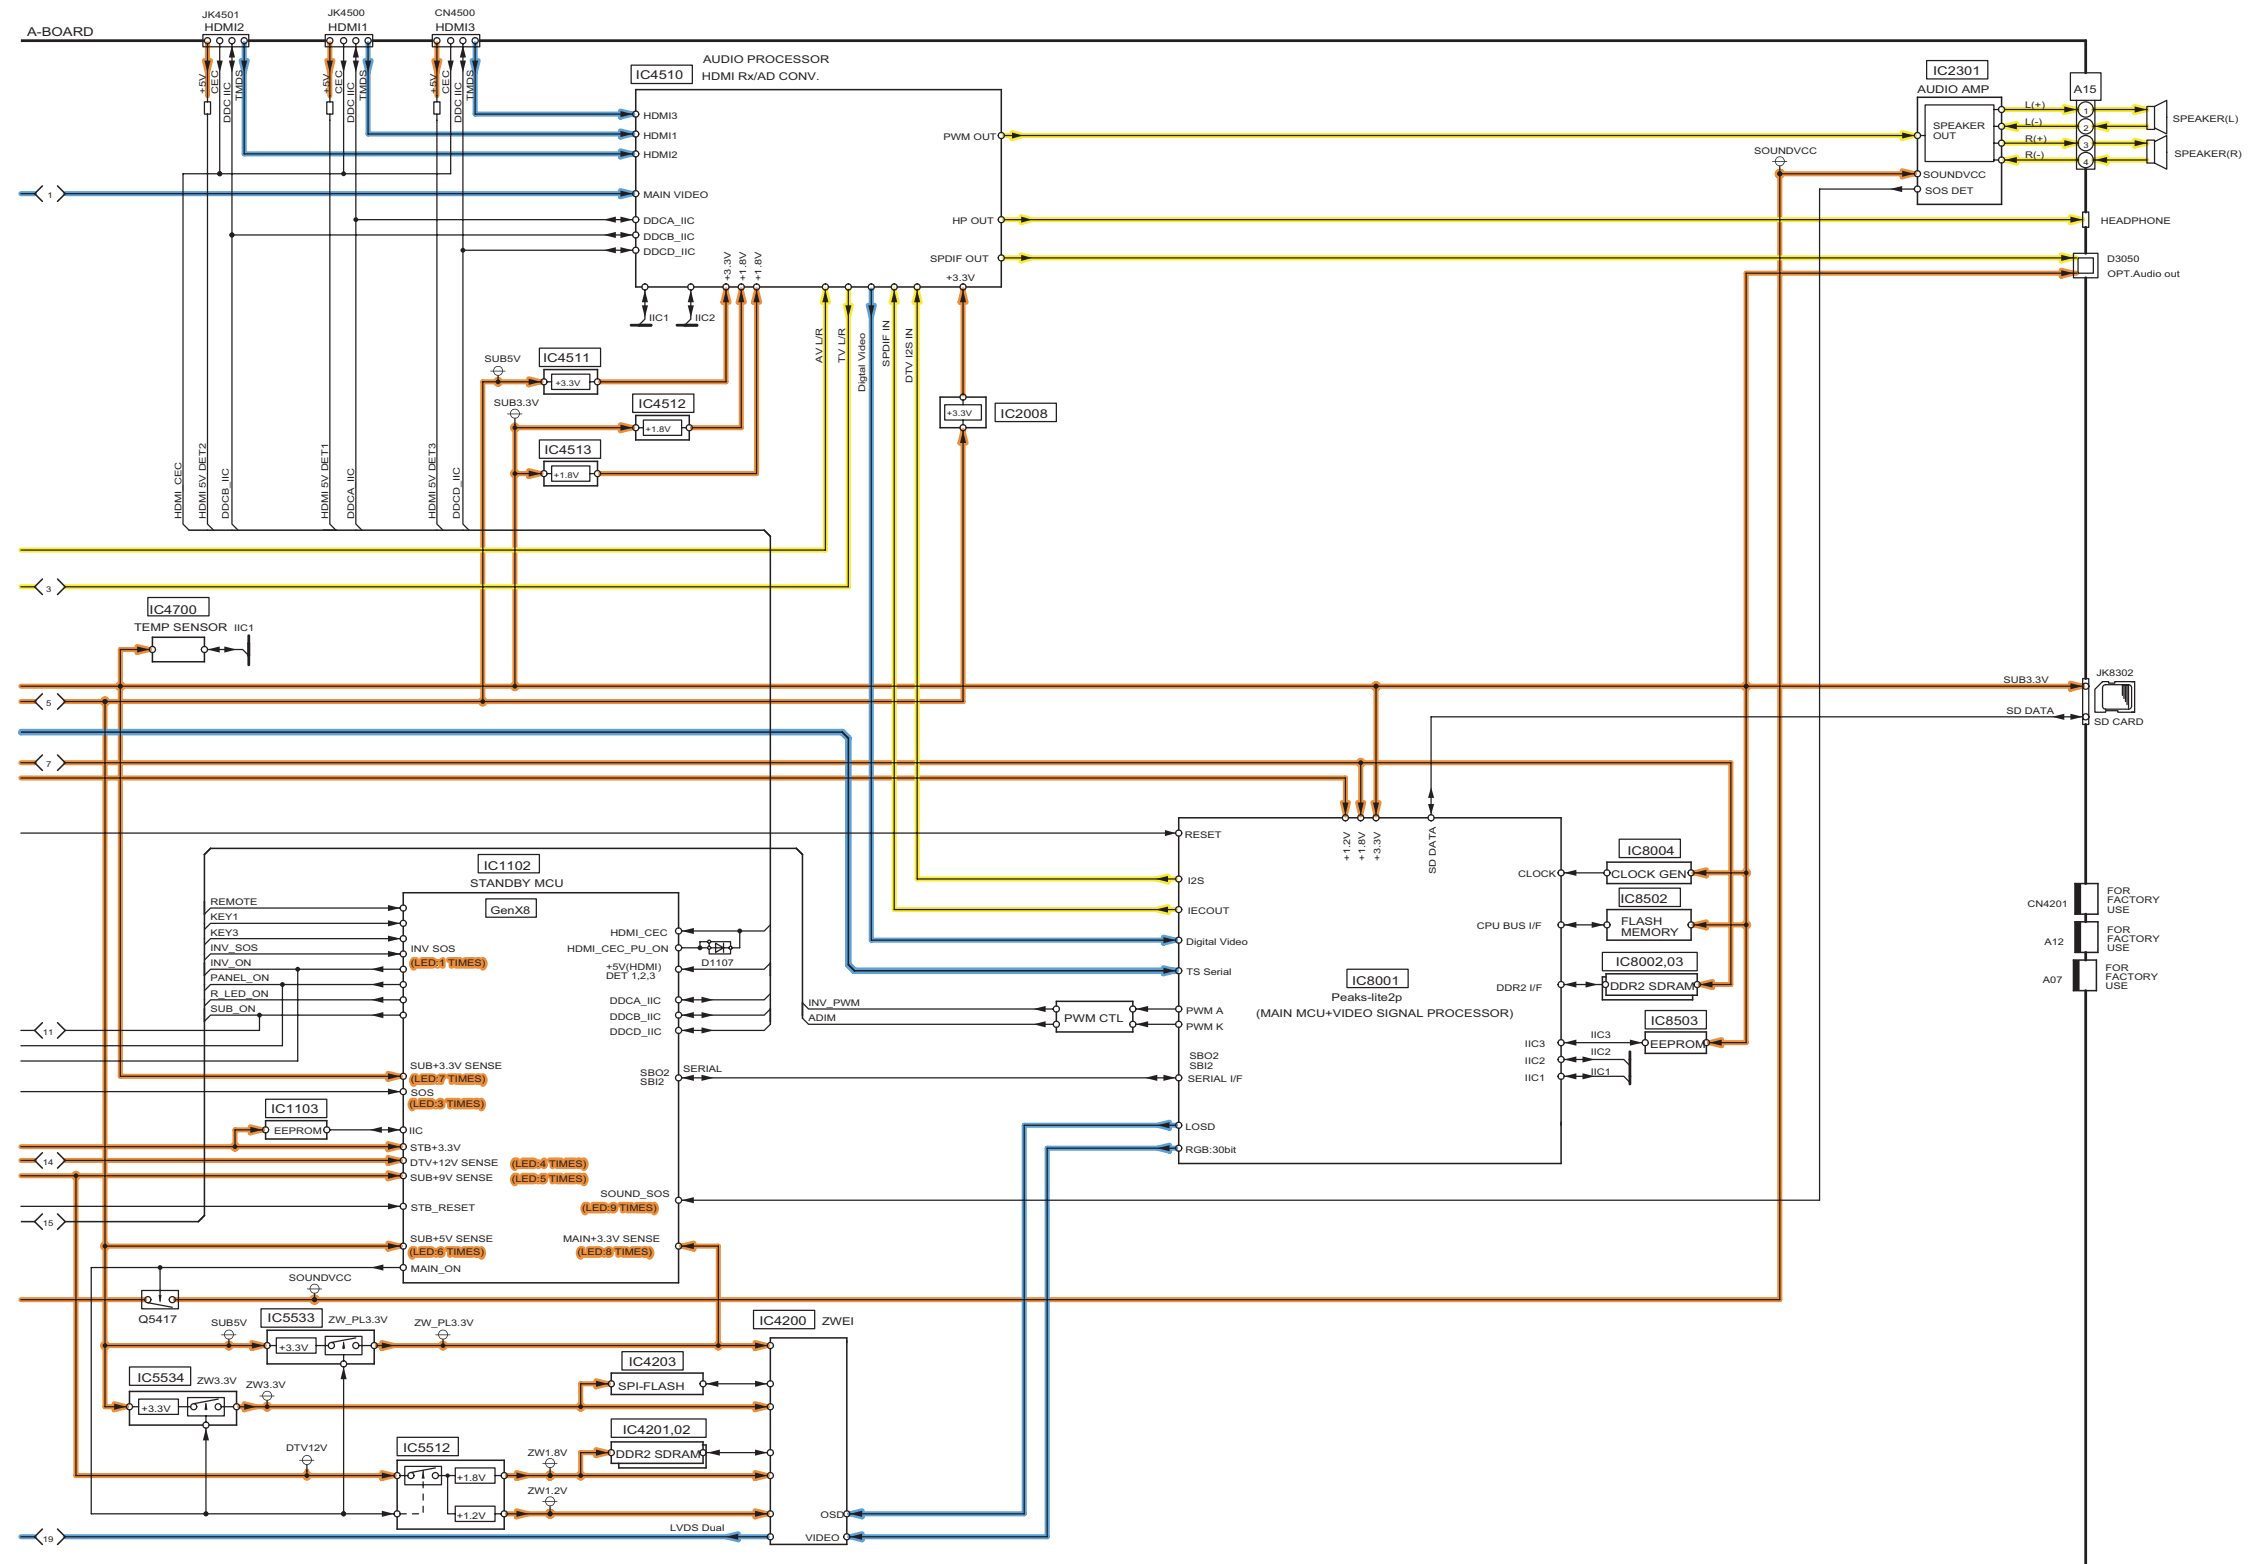 A-BOARD
JK4501
HDMI2
JK4500
HDMI1
CN4500
HDMI3
+5V
CEC
DDC IIC
TMDS
+5V
CEC
DDC IIC
TMDS
+5V
CEC
DDC IIC
TMDS
IC4510
AUDIO PROCESSOR
HDMI Rx/AD CONV.
HDMI3
HDMI1
HDMI2
MAIN VIDEO
DDCA_IIC
DDCB_IIC
DDCD_IIC
+3.3V
+1.8V
+1.8V
PWM OUT
HP OUT
SPDIF OUT
+3.3V
IIC1
IIC2
AV L/R
TV L/R
Digtal Video
SPDIF IN
DTV I2S IN
IC2301
AUDIO AMP
SPEAKER
OUT
SOUNDVCC
SOS DET
SOUNDVCC
L(+)
L(-)
R(+)
R(-)
A15
1
2
3
4
SPEAKER(L)
SPEAKER(R)
HEADPHONE
D3050
OPT.Audio out
1
SUB5V
IC4511
+3.3V
SUB3.3V
IC4512
+1.8V
IC4513
+1.8V
+3.3V
IC2008
HDMI_CEC
HDMI 5V DET2
DDCB_IIC
HDMI 5V DET1
DDCA_IIC
HDMI 5V DET3
DDCD_IIC
3
IC4700
TEMP SENSOR
IIC1
5
7
SUB3.3V
JK8302
SD DATA
SD CARD
IC1102
STANDBY MCU
GenX8
REMOTE
KEY1
KEY3
INV_SOS
INV_ON
PANEL_ON
R_LED_ON
SUB_ON
INV SOS
(LED:1 TIMES)
HDMI_CEC
HDMI_CEC_PU_ON
D1107
+5V(HDMI)
DET 1,2,3
DDCA_IIC
DDCB_IIC
DDCD_IIC
11
SUB+3.3V SENSE
(LED:7 TIMES)
SOS
(LED:3 TIMES)
SBO2
SBI2
SERIAL
IC1103
EEPROM
IIC
STB+3.3V
14
DTV+12V SENSE
(LED:4 TIMES)
SUB+9V SENSE
(LED:5 TIMES)
SOUND_SOS
(LED:9 TIMES)
STB_RESET
15
SUB+5V SENSE
(LED:6 TIMES)
MAIN+3.3V SENSE
(LED:8 TIMES)
MAIN_ON
INV_PWM
ADIM
PWM CTL
RESET
+1.2V
+1.8V
+3.3V
SD DATA
I2S
IECOUT
Digital Video
TS Serial
IC8001
Peaks-lite2p
(MAIN MCU+VIDEO SIGNAL PROCESSOR)
PWM A
PWM K
SBO2
SBI2
SERIAL I/F
LOSD
RGB:30bit
CLOCK
CPU BUS I/F
DDR2 I/F
IIC3
IIC2
IIC1
IC8004
CLOCK GEN
IC8502
FLASH
MEMORY
IC8002,03
DDR2 SDRAM
IC8503
IIC3
EEPROM
IIC2
IIC1
CN4201
FOR
FACTORY
USE
A12
FOR
FACTORY
USE
A07
FOR
FACTORY
USE
SOUNDVCC
Q5417
SUB5V
IC5533
ZW_PL3.3V
+3.3V
ZW_PL3.3V
IC4200
ZWEI
IC5534
ZW3.3V
+3.3V
ZW3.3V
IC4203
SPI-FLASH
IC4201,02
DDR2 SDRAM
DTV12V
IC5512
+1.8V
+1.2V
ZW1.8V
ZW1.2V
OSD
VIDEO
LVDS Dual
19